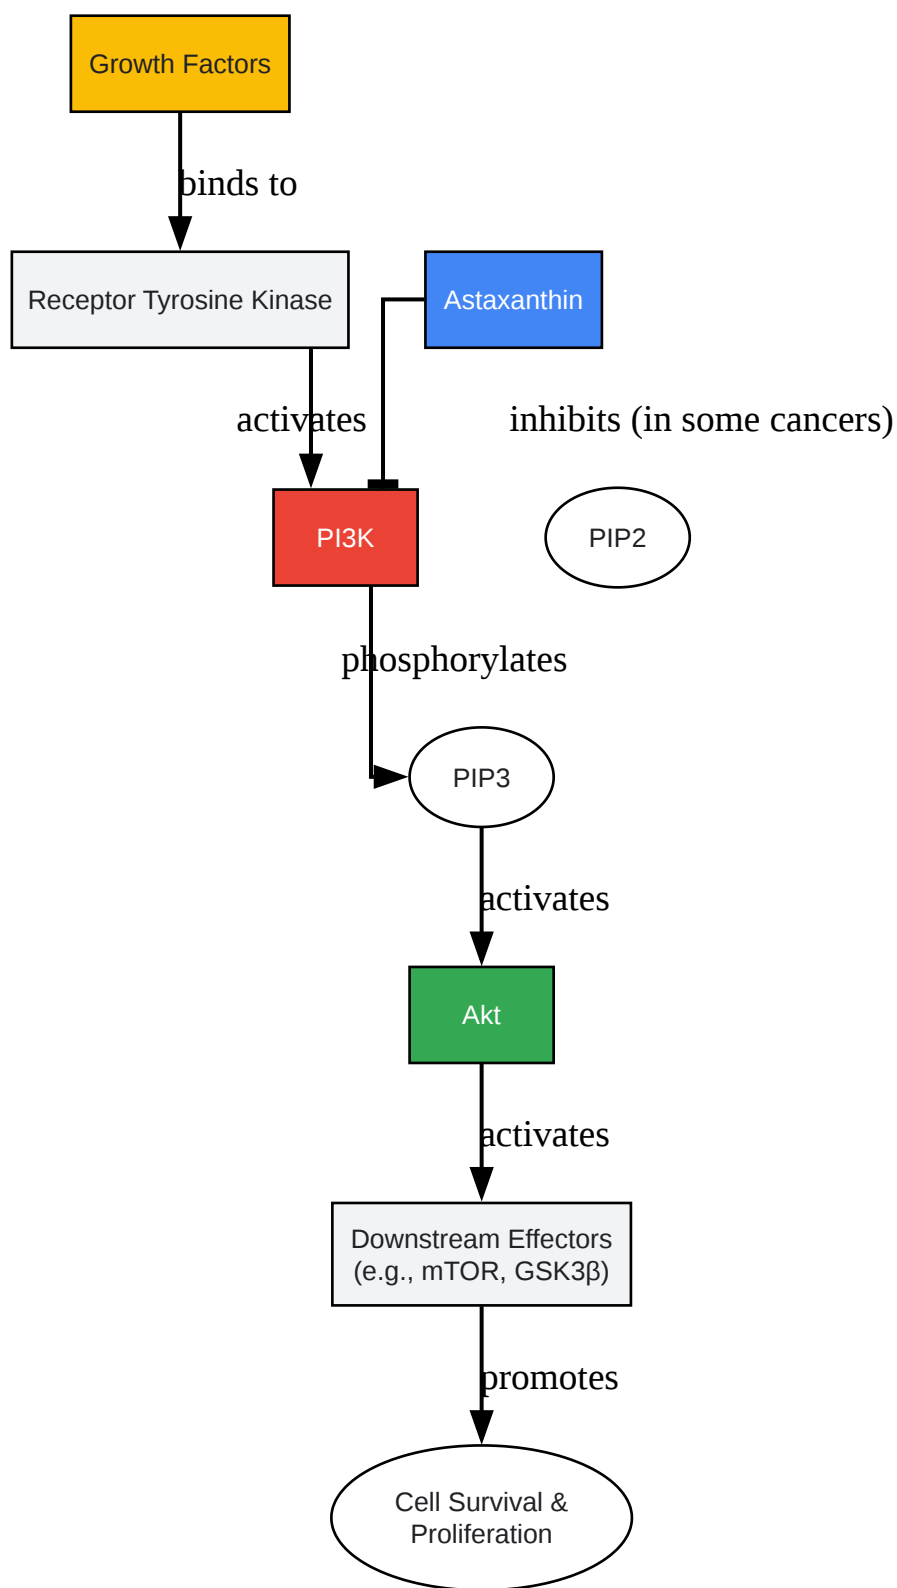 Growth Factors
binds to
Receptor Tyrosine Kinase
Astaxanthin
activates
inhibits (in some cancers)
PI3K
PIP2
phosphorylates
PIP3
activates
Akt
activates
Downstream Effectors
(e.g., mTOR, GSK3β)
promotes
Cell Survival &
Proliferation